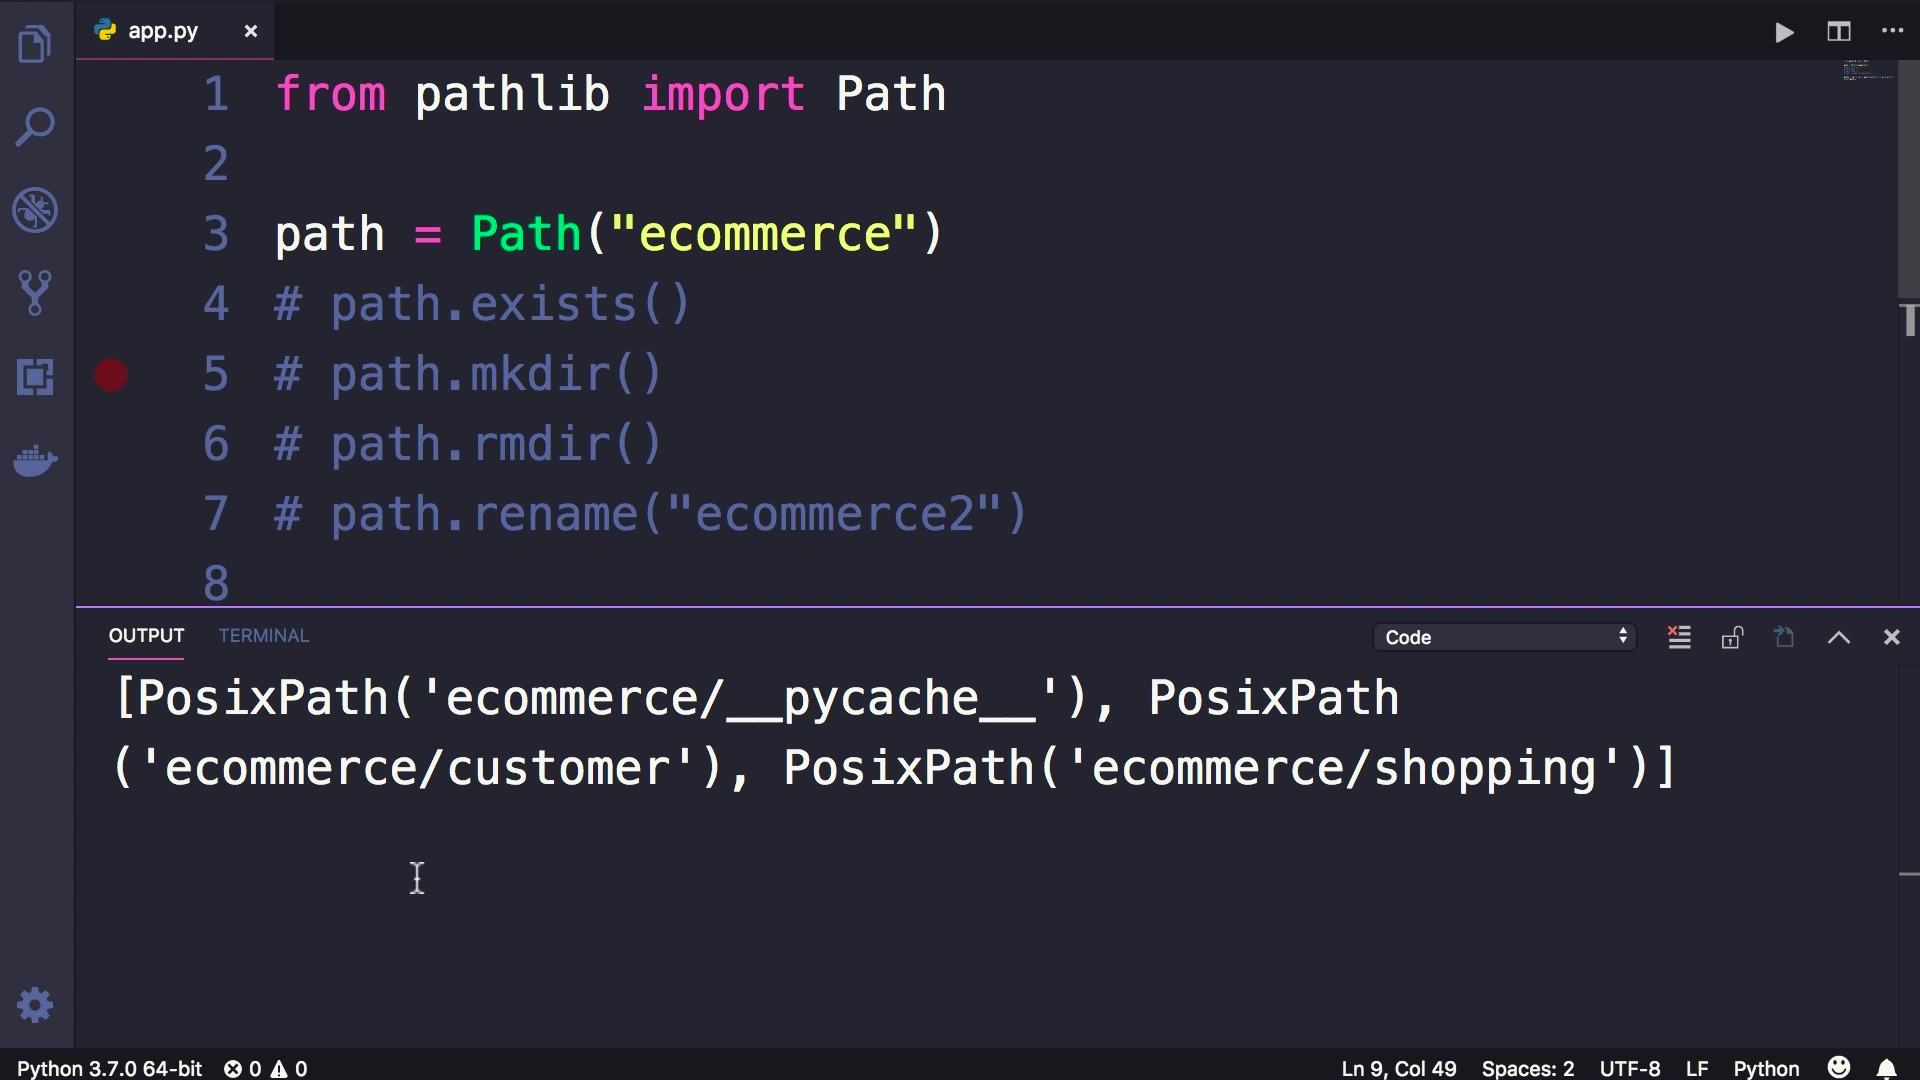 app.py
1 from pathlib import Path
2
3 path = Path("ecommerce")
4 # path.exists()
5 # path.mkdir()
6 # path.rmdir()
7 # path.rename("ecommerce2")
8
OUTPUT TERMINAL Code
[PosixPath('ecommerce/__pycache__'), PosixPath
('ecommerce/customer'), PosixPath('ecommerce/shopping')]
Python 3.7.0 64-bit 0 0 Ln 9, Col 49 Spaces: 2 UTF-8 LF Python